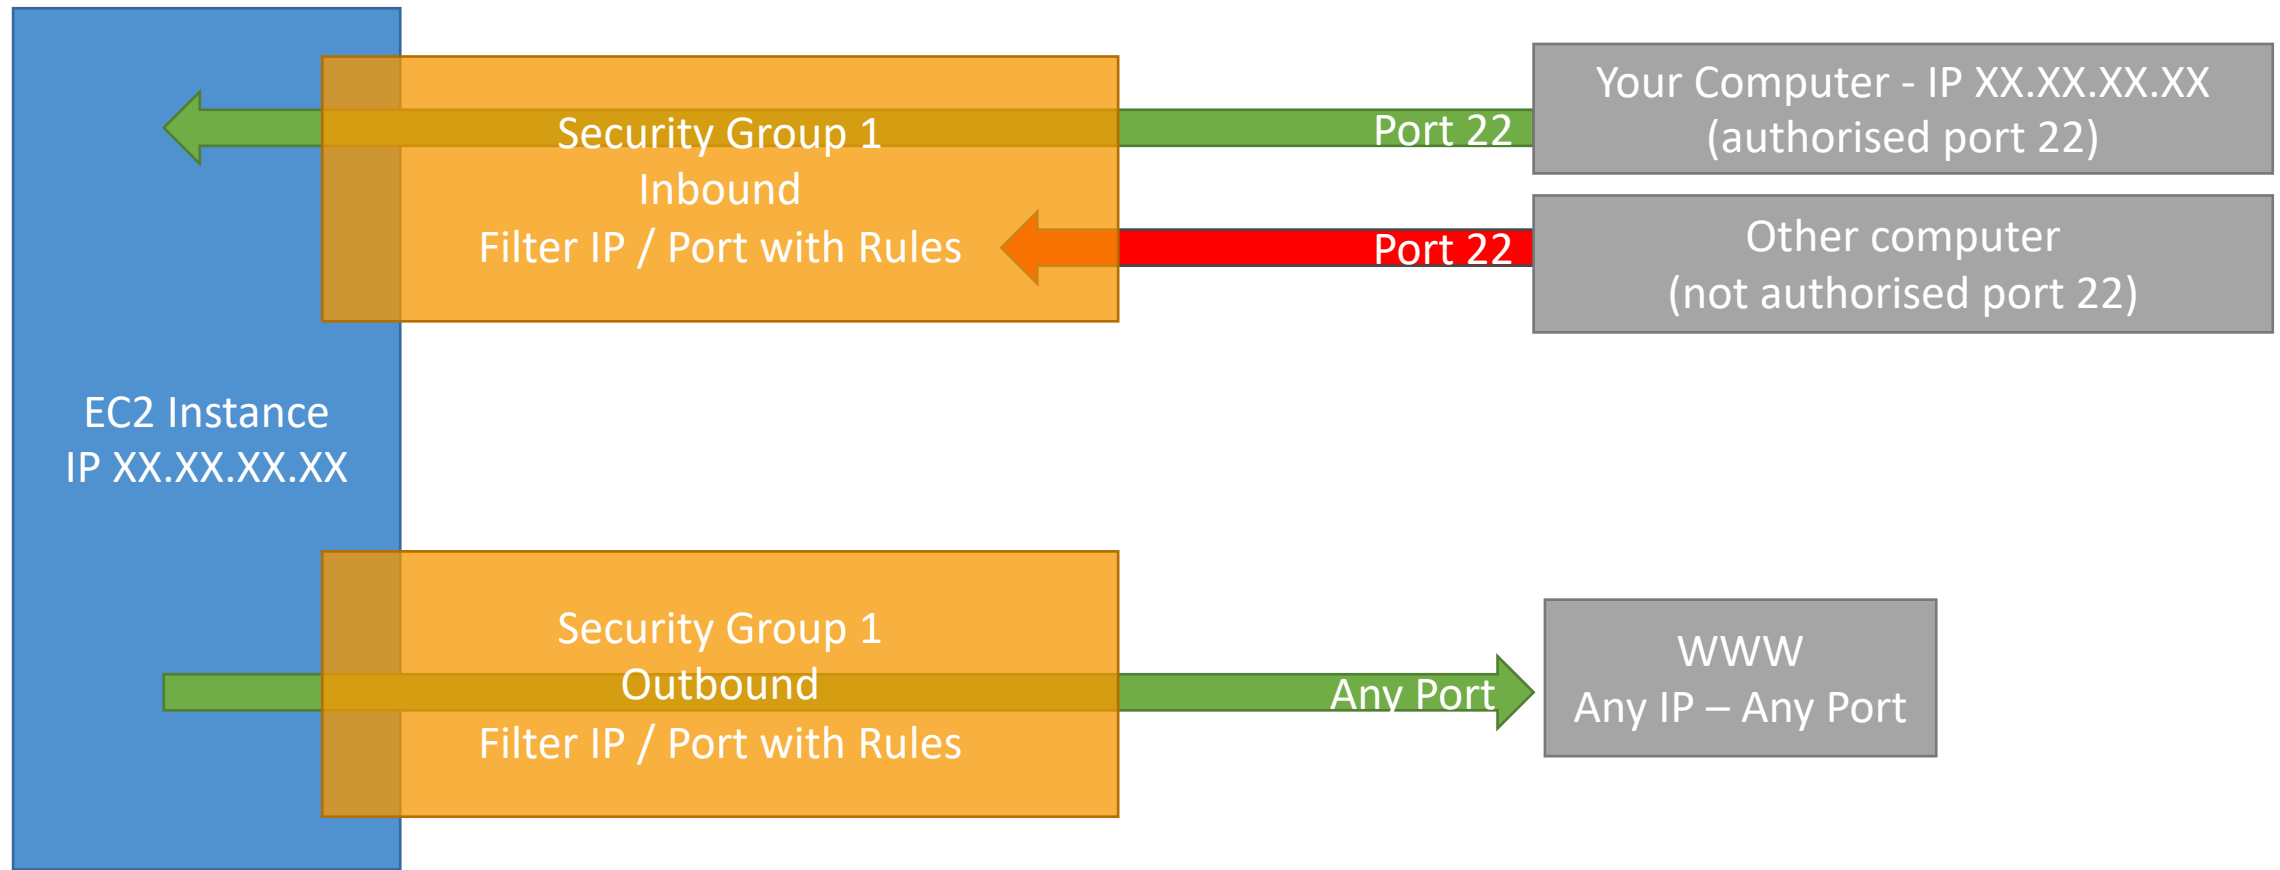 Your Computer - IP XX.XX.XX.XX
(authorised port 22)
Port 22
Security Group 1
Inbound
Filter IP / Port with Rules
Port 22
Other computer
(not authorised port 22)
EC2 Instance
IP XX.XX.XX.XX
Security Group 1
Outbound
Filter IP / Port with Rules
Any Port
WWW
Any IP – Any Port